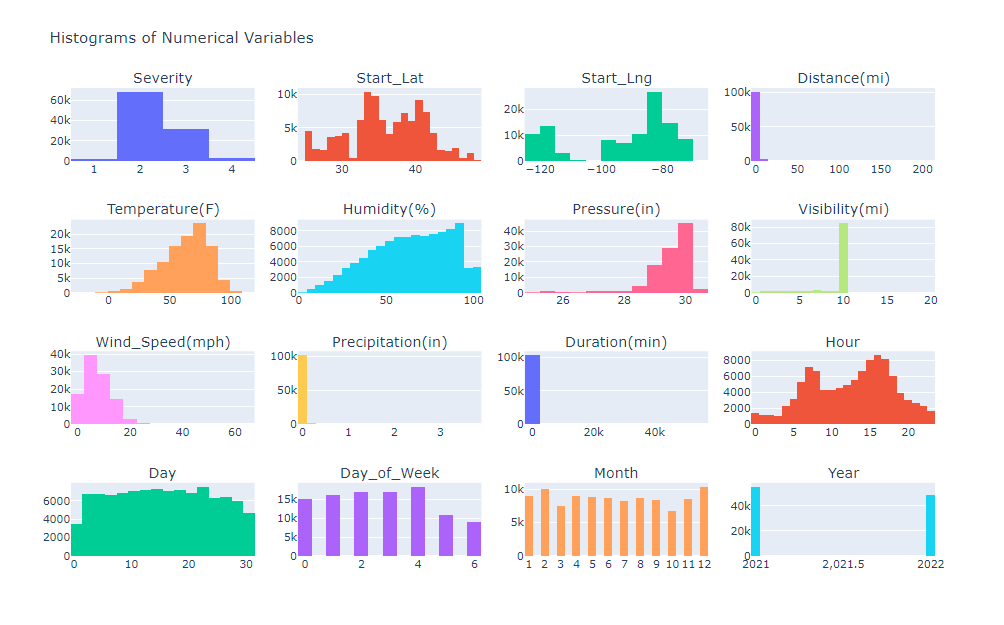 Histograms of Numerical Variables
Severity
Start_Lat
Start_Lng
Distance(mi)
60k
40k
20k
0
1 2 3 4
10k
5k
0
30 40
20k
10k
0
−120 −100 −80
100k
50k
0
0 50 100 150 200
Temperature(F)
Humidity(%)
Pressure(in)
Visibility(mi)
20k
15k
10k
5k
0
0 50 100
8000
6000
4000
2000
0
0 50 100
40k
30k
20k
10k
0
26 28 30
80k
60k
40k
20k
0
0 5 10 15 20
Wind_Speed(mph)
Precipitation(in)
Duration(min)
Hour
40k
30k
20k
10k
0
0 20 40 60
100k
50k
0
0 1 2 3
100k
50k
0
0 20k 40k
8000
6000
4000
2000
0
0 5 10 15 20
Day
Day_of_Week
Month
Year
6000
4000
2000
0
0 10 20 30
15k
10k
5k
0
0 2 4 6
10k
5k
0
1 2 3 4 5 6 7 8 9 10 11 12
40k
20k
0
2021 2,021.5 2022